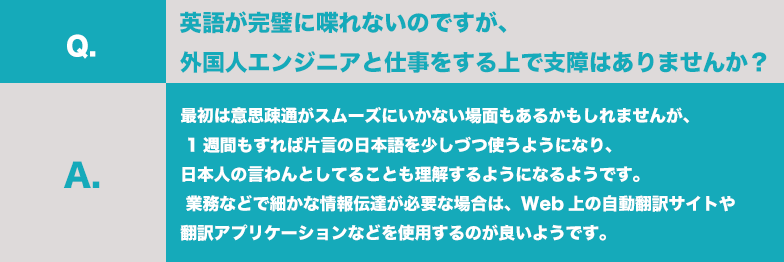 Q.
英語が完璧に喋れないのですが、
外国人エンジニアと仕事をする上で支障はありませんか？
A.
最初は意思疎通がスムーズにいかない場面もあるかもしれませんが、
1 週間もすれば片言の日本語を少しづつ使うようになり、
日本人の言わんとしてることも理解するようになるようです。
業務などで細かな情報伝達が必要な場合は、Web 上の自動翻訳サイトや
翻訳アプリケーションなどを使用するのが良いようです。